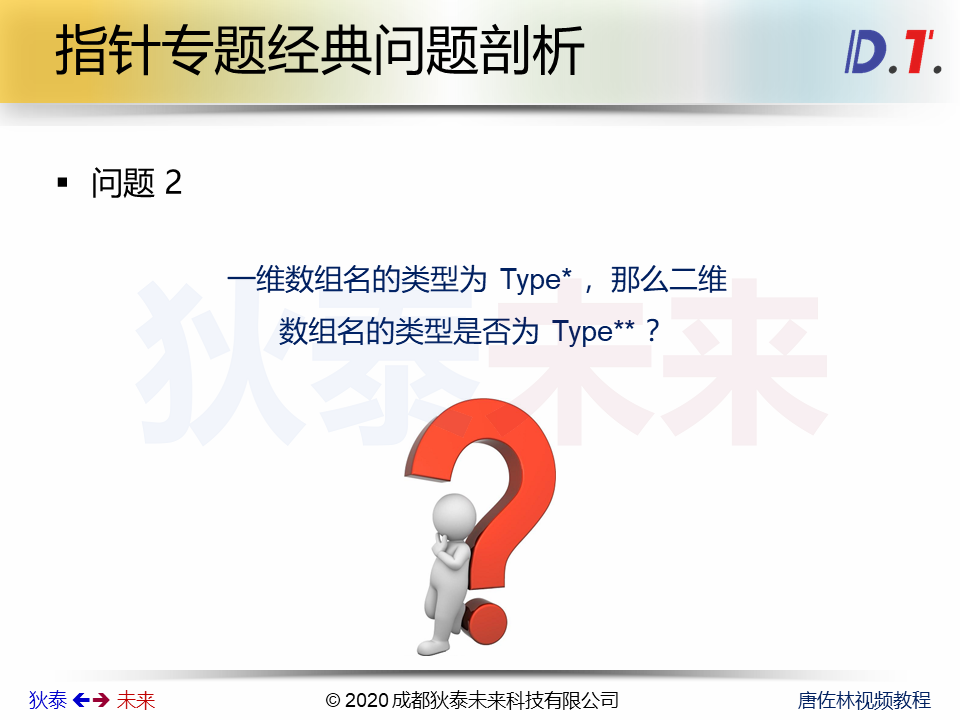 指针专题经典问题剖析
D.T.
▪ 问题 2
一维数组名的类型为 Type* ，那么二维
数组名的类型是否为 Type** ？
狄泰未来
狄泰 未来
© 2020 成都狄泰未来科技有限公司
唐佐林视频教程